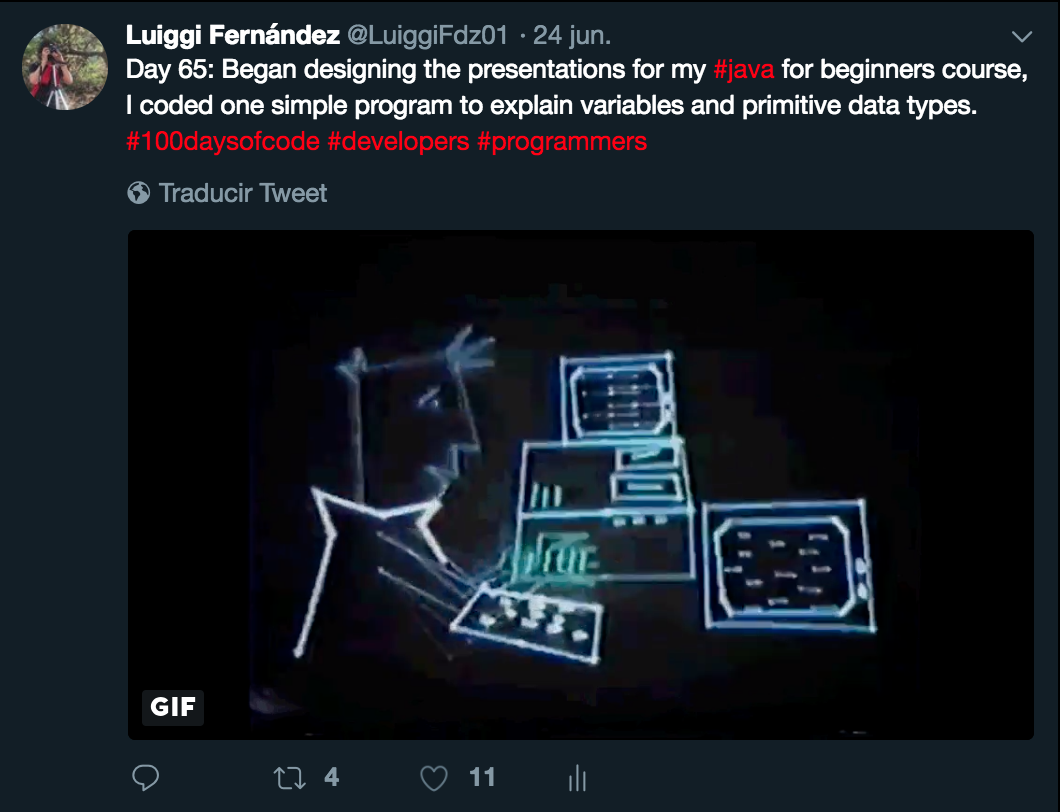 Luiggi Fernández @LuiggiFdz01 · 24 jun.
Day 65: Began designing the presentations for my #java for beginners course,
I coded one simple program to explain variables and primitive data types.
#100daysofcode #developers #programmers
Traducir Tweet
GIF
4 11